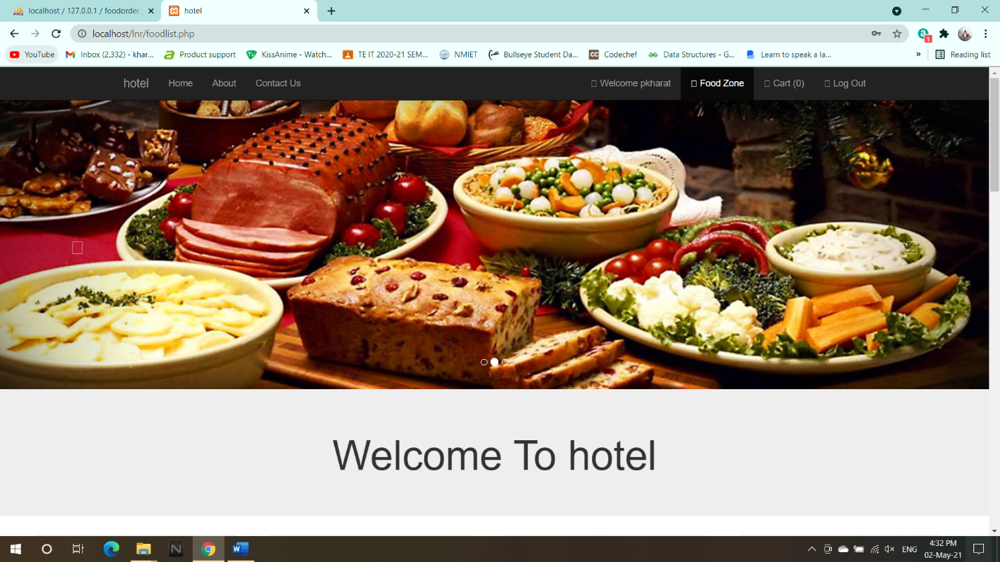 localhost / 127.0.0.1 / foodorder
hotel
localhost/lnr/foodlist.php
1
YouTube Inbox (2,332) - khar... Product support KissAnime - Watch... TE IT 2020-21 SEM... NMIET Bullseye Student Da... CC Codechef Data Structures - G... Learn to speak a la... » Reading list
hotel Home About Contact Us Welcome pkharat Food Zone Cart (0) Log Out
Welcome To hotel
ENG
4:32 PM
02-May-21